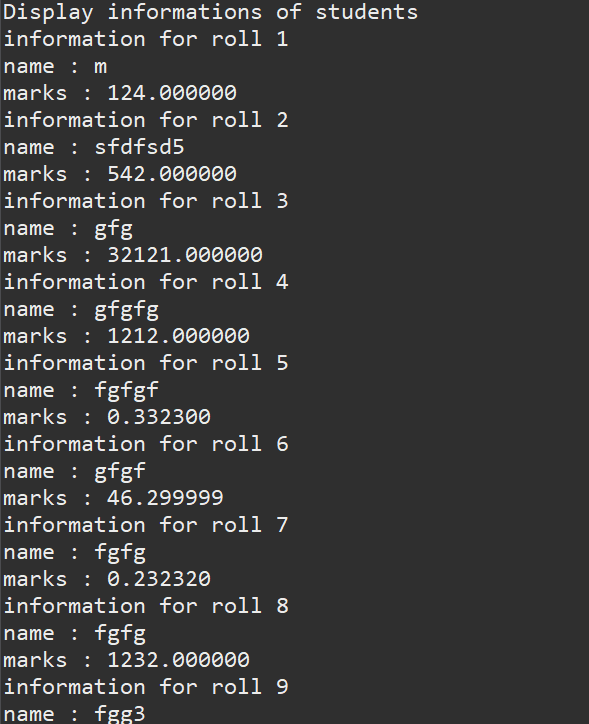 Display informations of students
information for roll 1
name : m
marks : 124.000000
information for roll 2
name : sfdfsd5
marks : 542.000000
information for roll 3
name : gfg
marks : 32121.000000
information for roll 4
name : gfgfg
marks : 1212.000000
information for roll 5
name : fgfgf
marks : 0.332300
information for roll 6
name : gfgf
marks : 46.299999
information for roll 7
name : fgfg
marks : 0.232320
information for roll 8
name : fgfg
marks : 1232.000000
information for roll 9
name : fgg3